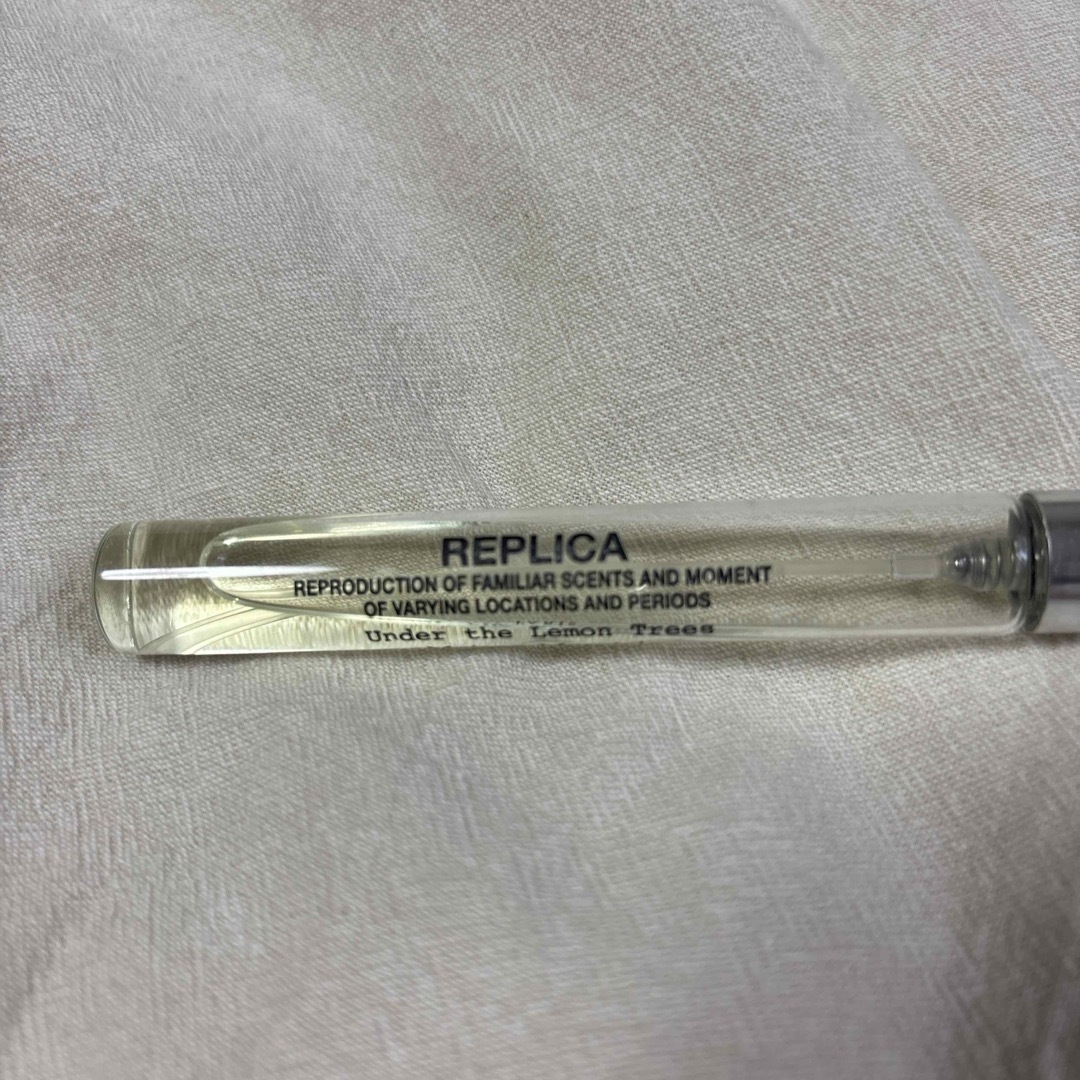 REPLICA
REPRODUCTION OF FAMILIAR SCENTS AND MOMENT
OF VARYING LOCATIONS AND PERIODS
Under the Lemon Trees